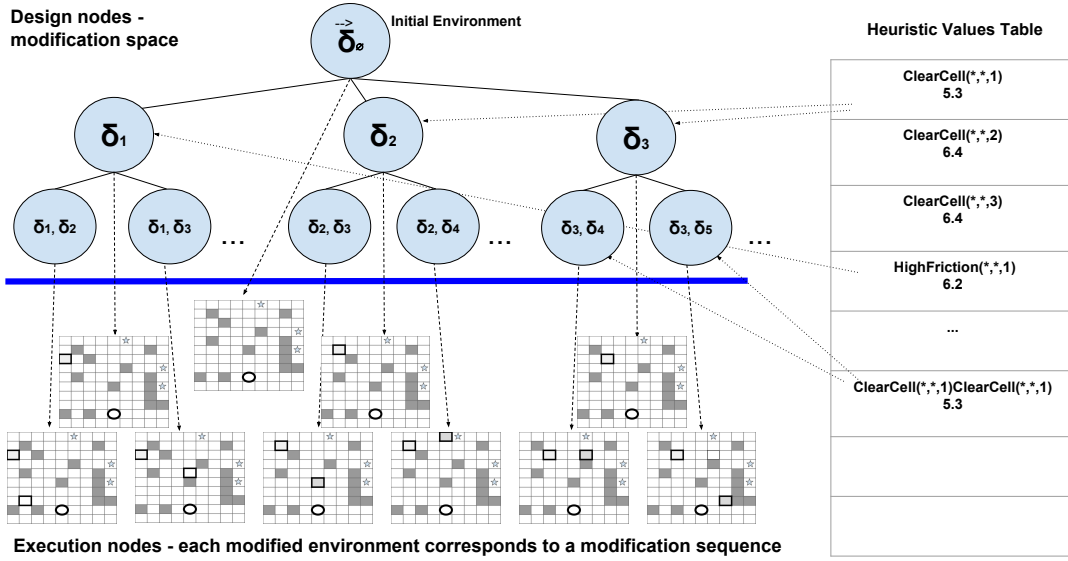 Design nodes -
modification space
Initial Environment
-->
δ∅
δ1
δ2
δ3
δ1, δ2
δ1, δ3
...
δ2, δ3
δ2, δ4
...
δ3, δ4
δ3, δ5
...
Execution nodes - each modified environment corresponds to a modification sequence
Heuristic Values Table
ClearCell(*,*,1)
5.3
ClearCell(*,*,2)
6.4
ClearCell(*,*,3)
6.4
HighFriction(*,*,1)
6.2
...
ClearCell(*,*,1)ClearCell(*,*,1)
5.3